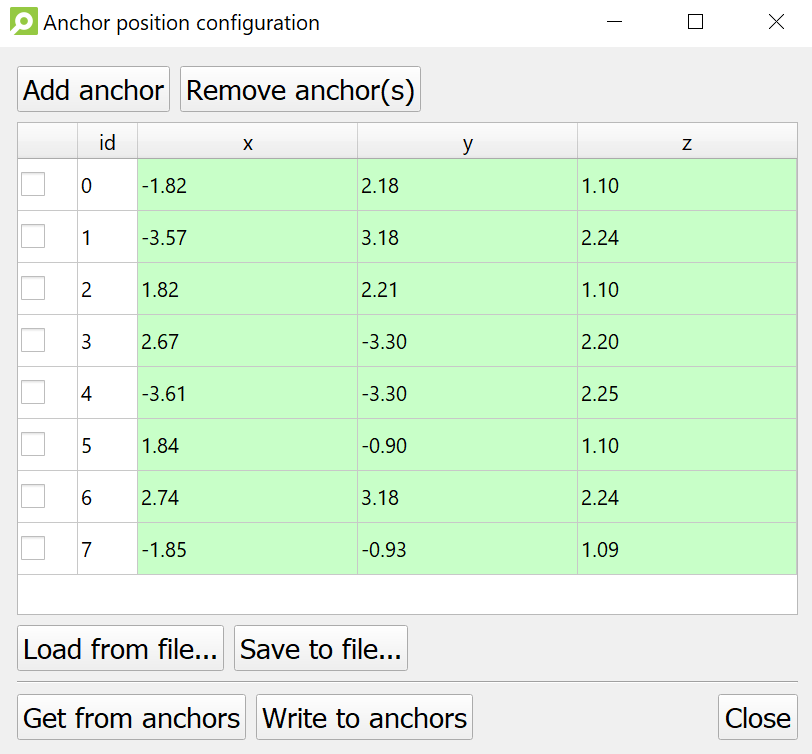 Anchor position configuration
Add anchor Remove anchor(s)
id x y z
0 -1.82 2.18 1.10
1 -3.57 3.18 2.24
2 1.82 2.21 1.10
3 2.67 -3.30 2.20
4 -3.61 -3.30 2.25
5 1.84 -0.90 1.10
6 2.74 3.18 2.24
7 -1.85 -0.93 1.09
Load from file... Save to file...
Get from anchors Write to anchors Close